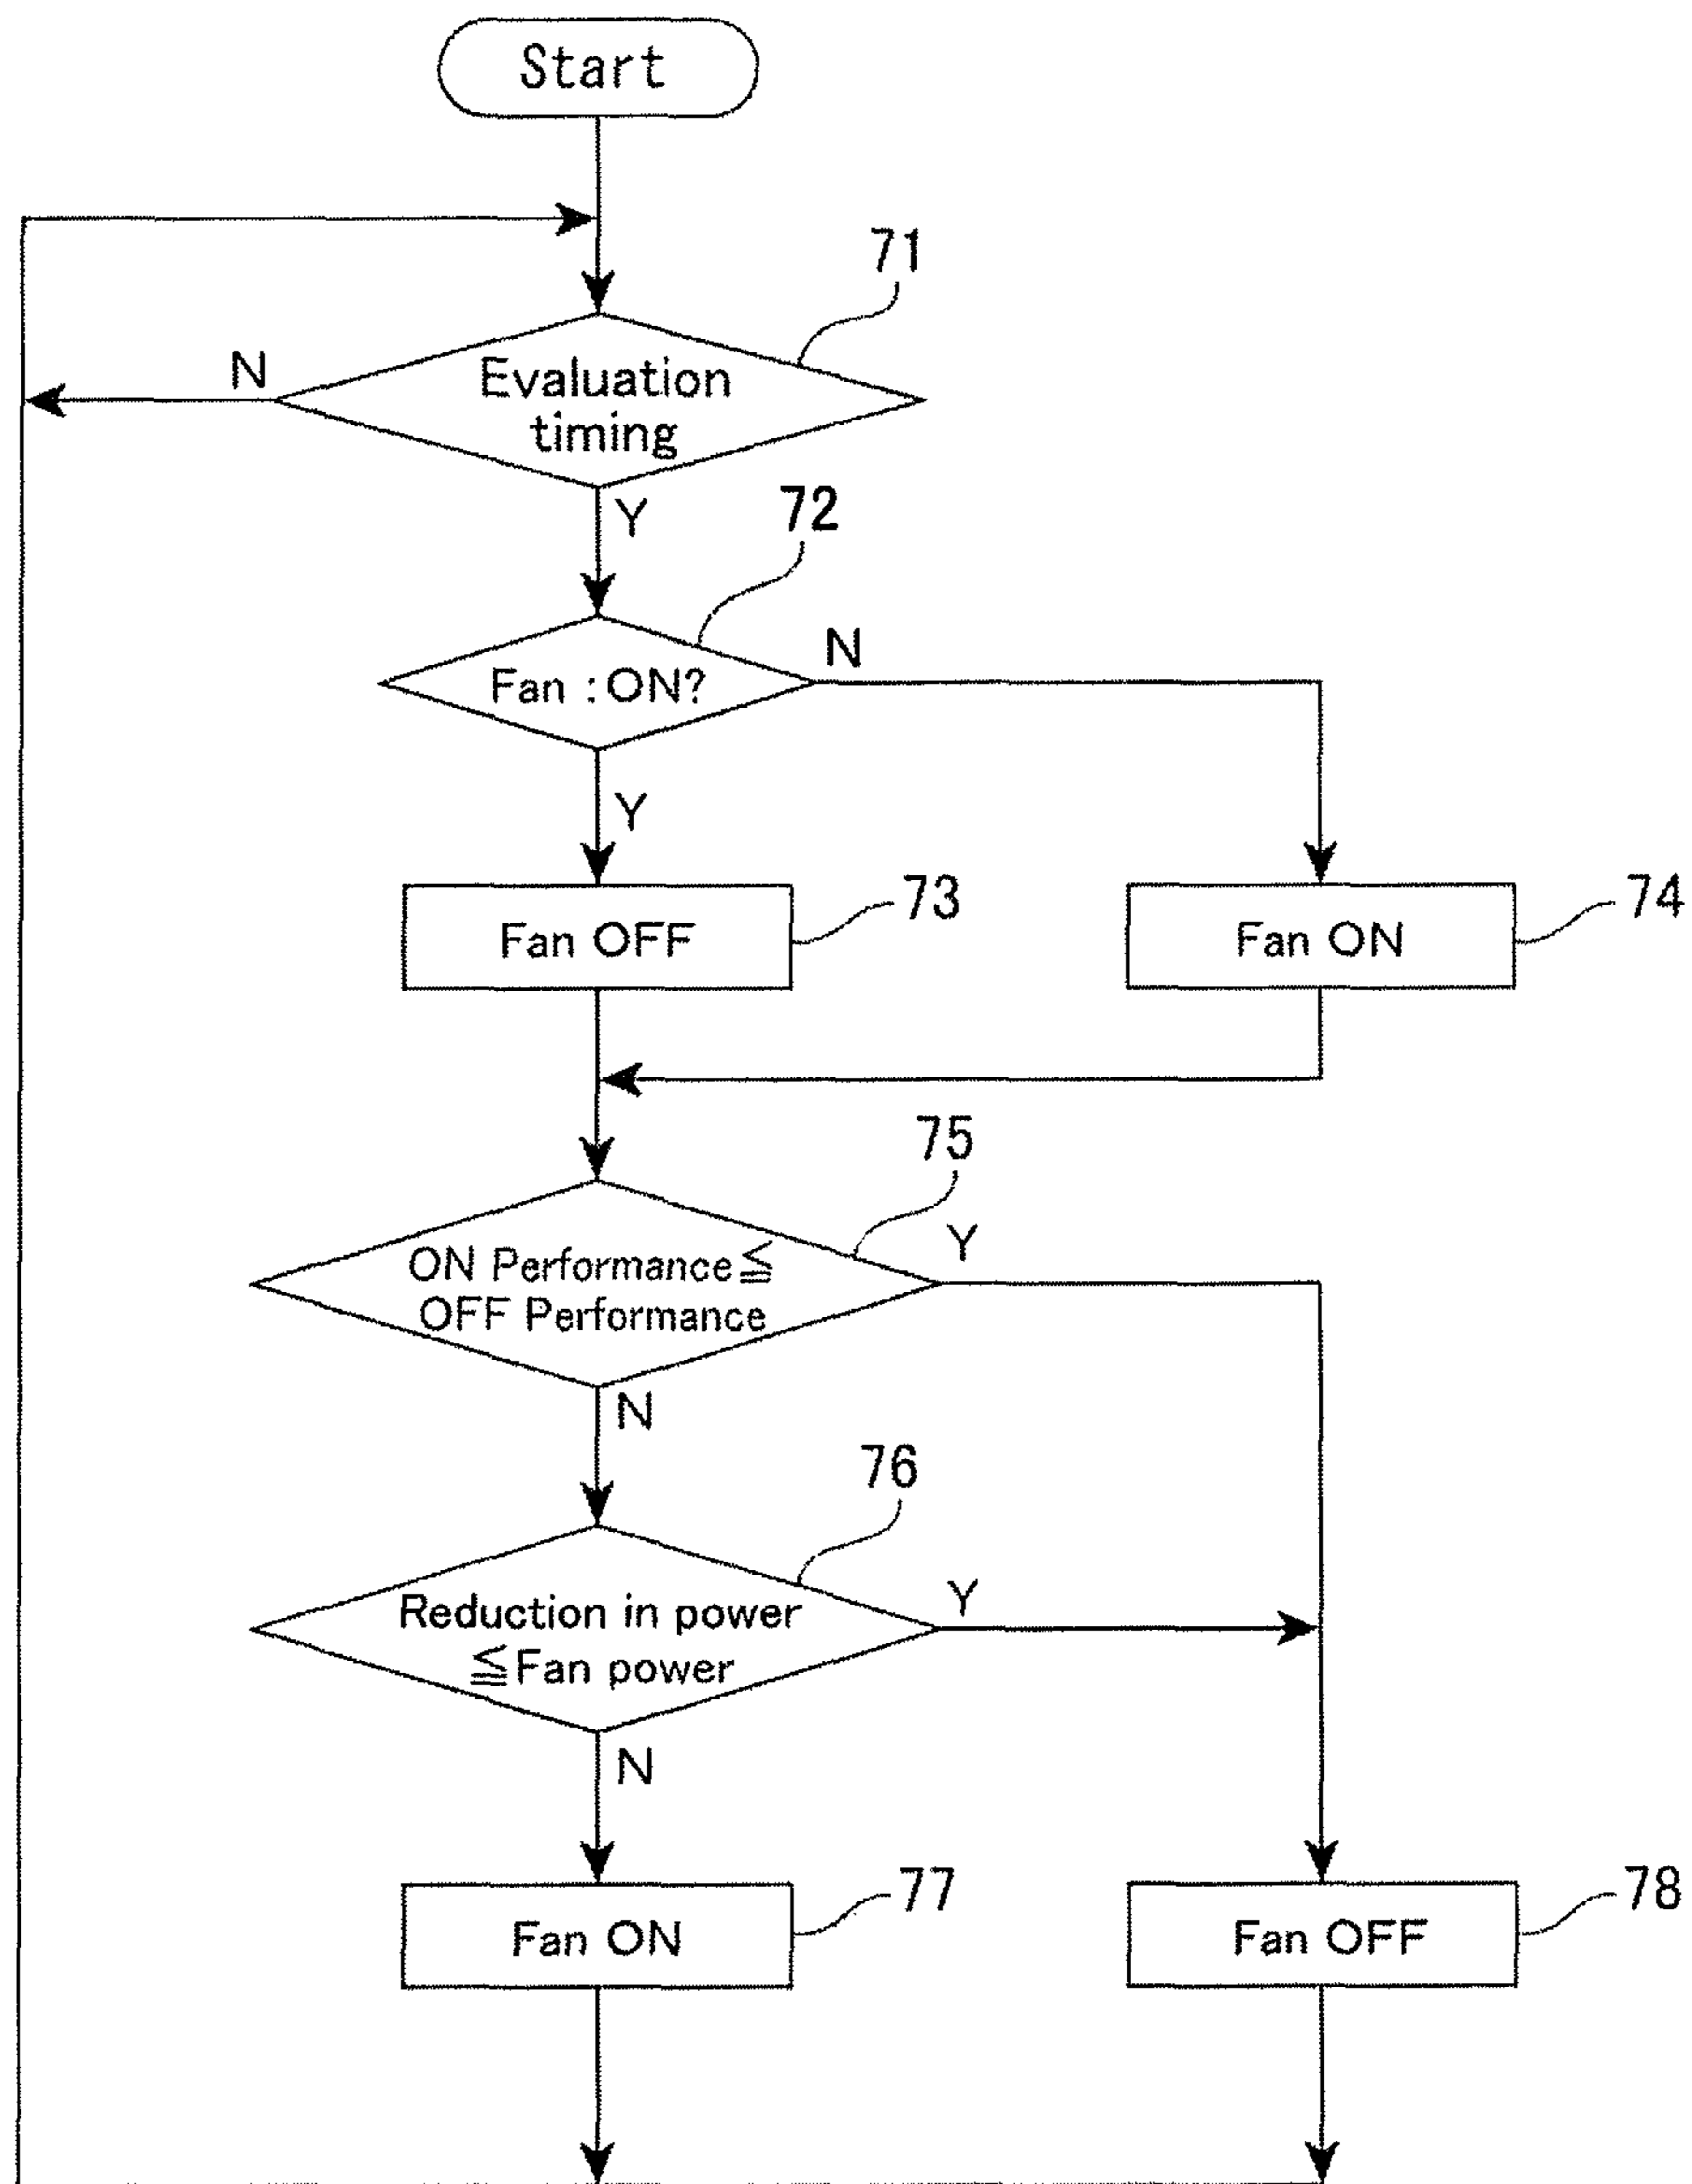 Start
71
N
Evaluation
timing
Y
72
N
Fan : ON?
Y
73
Fan OFF
74
Fan ON
75
Y
ON Performance≦
OFF Performance
N
76
Y
Reduction in power
≦Fan power
N
77
Fan ON
78
Fan OFF